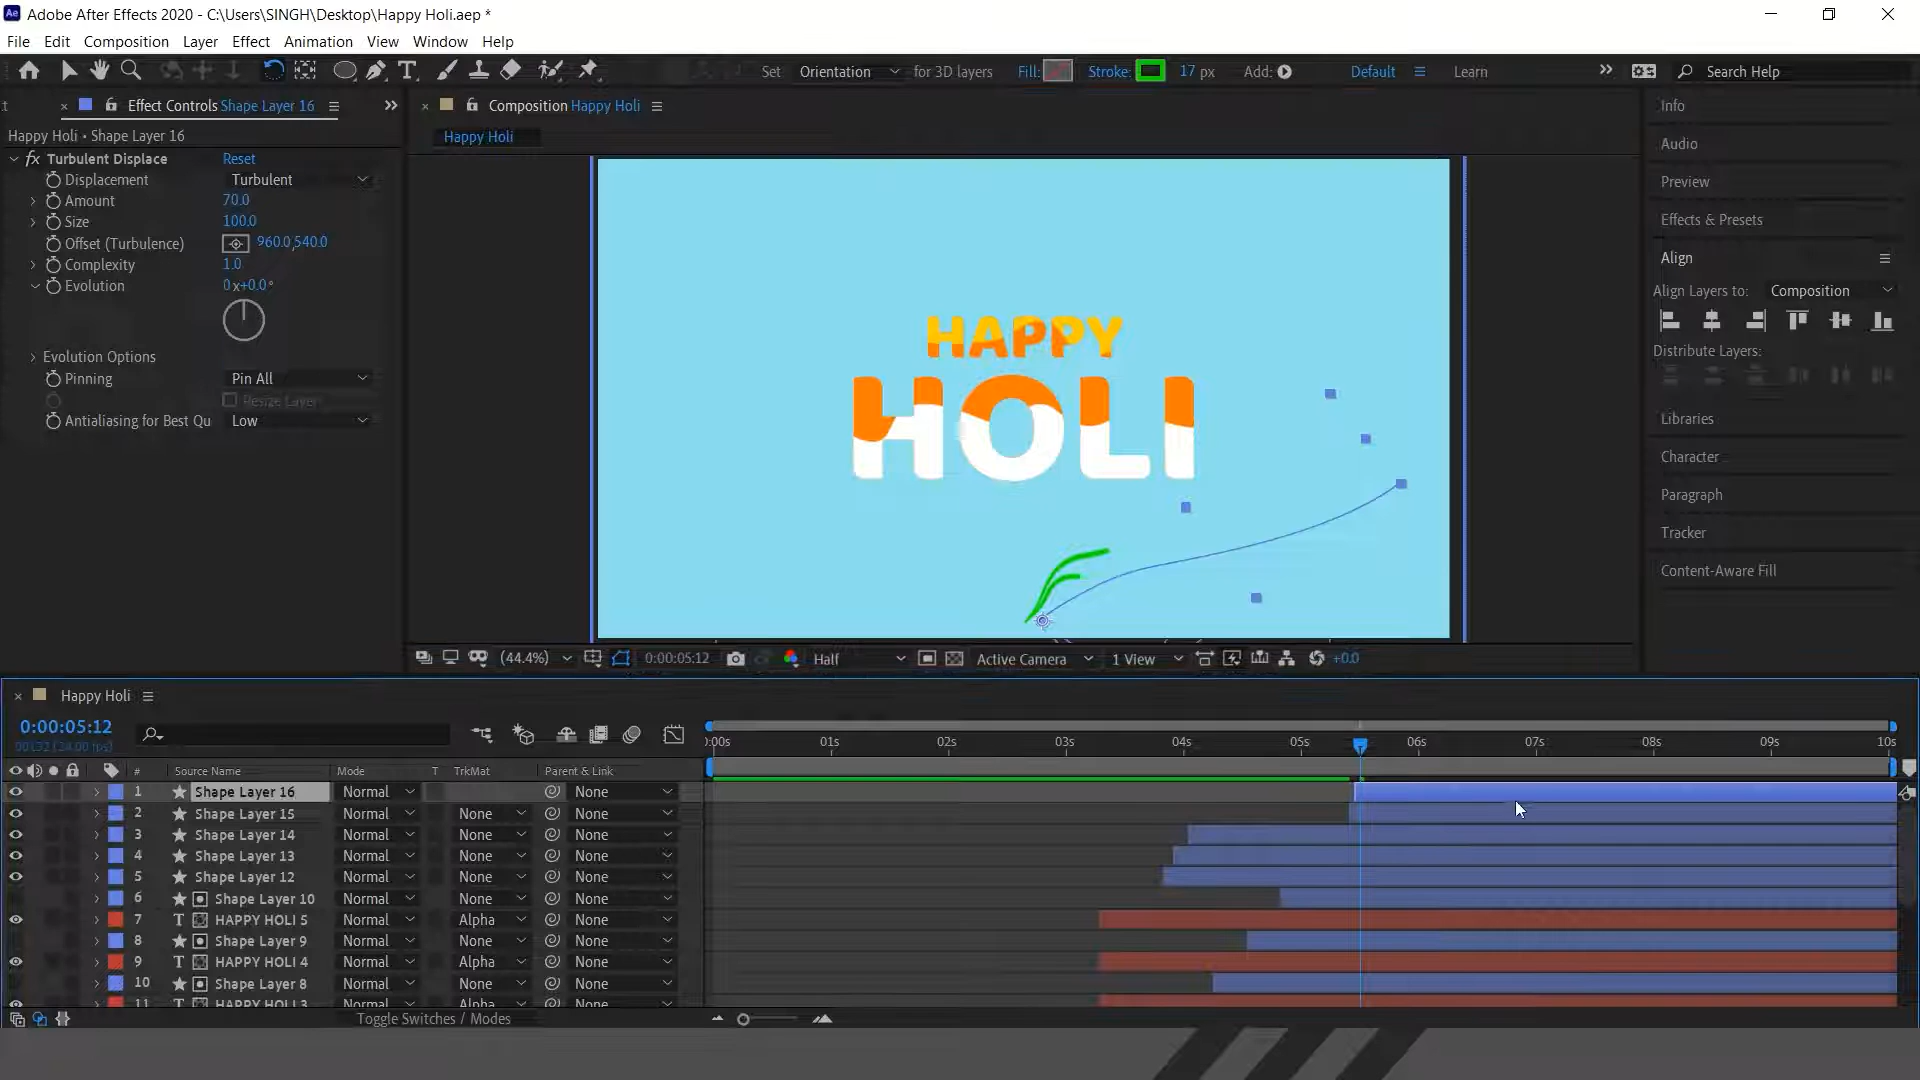 Adobe After Effects 2020 - C:\Users\SINGH\Desktop\Happy Holi.aep *
File Edit Composition Layer Effect Animation View Window Help
Set Orientation for 3D layers Fill: Stroke: 17 px Add: Default Learn Search Help
Effect Controls Shape Layer 16
Happy Holi • Shape Layer 16
fx Turbulent Displace Reset
Displacement Turbulent
Amount 70.0
Size 100.0
Offset (Turbulence) 960.0,540.0
Complexity 1.0
Evolution 0x+0.0°
Evolution Options
Pinning Pin All
Resize Layer
Antialiasing for Best Qu Low
Composition Happy Holi
Happy Holi
HAPPY
HOLI
(44.4%) 0:00:05:12 Half Active Camera 1 View +0.0
Info
Audio
Preview
Effects & Presets
Align
Align Layers to: Composition
Distribute Layers:
Libraries
Character
Paragraph
Tracker
Content-Aware Fill
Happy Holi
0:00:05:12
00132 (24.00 fps)
:00s 01s 02s 03s 04s 05s 06s 07s 08s 09s 10s
# Source Name Mode T TrkMat Parent & Link
1 Shape Layer 16 Normal None
2 Shape Layer 15 Normal None None
3 Shape Layer 14 Normal None None
4 Shape Layer 13 Normal None None
5 Shape Layer 12 Normal None None
6 Shape Layer 10 Normal None None
7 T HAPPY HOLI 5 Normal Alpha None
8 Shape Layer 9 Normal None None
9 T HAPPY HOLI 4 Normal Alpha None
10 Shape Layer 8 Normal None None
11 T HAPPY HOLI 3 Normal Alpha None
Toggle Switches / Modes